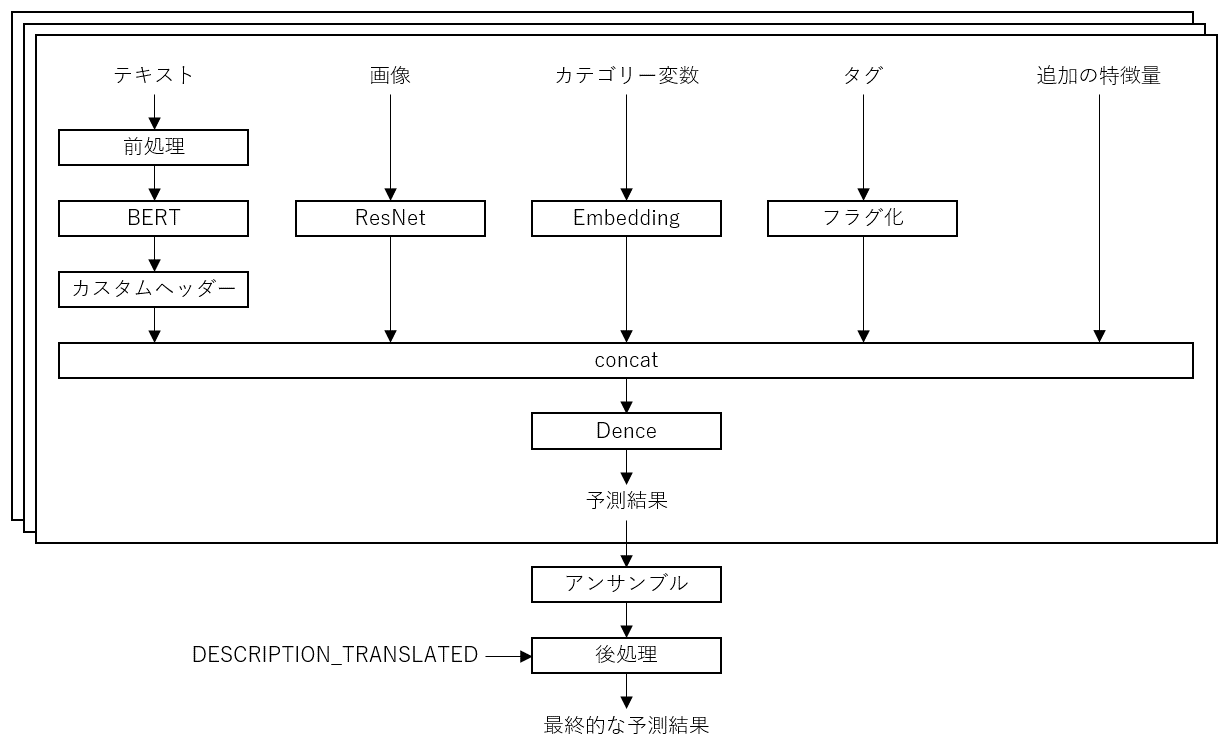 テキスト
画像
カテゴリー変数
タグ
追加の特徴量
前処理
BERT
ResNet
Embedding
フラグ化
カスタムヘッダー
concat
Dence
予測結果
アンサンブル
DESCRIPTION_TRANSLATED
後処理
最終的な予測結果